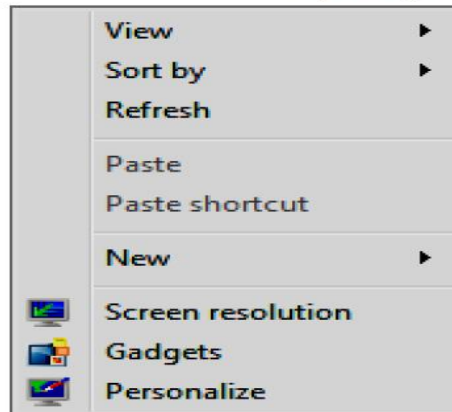 View
Sort by
Refresh
Paste
Paste shortcut
New
Screen resolution
Gadgets
Personalize